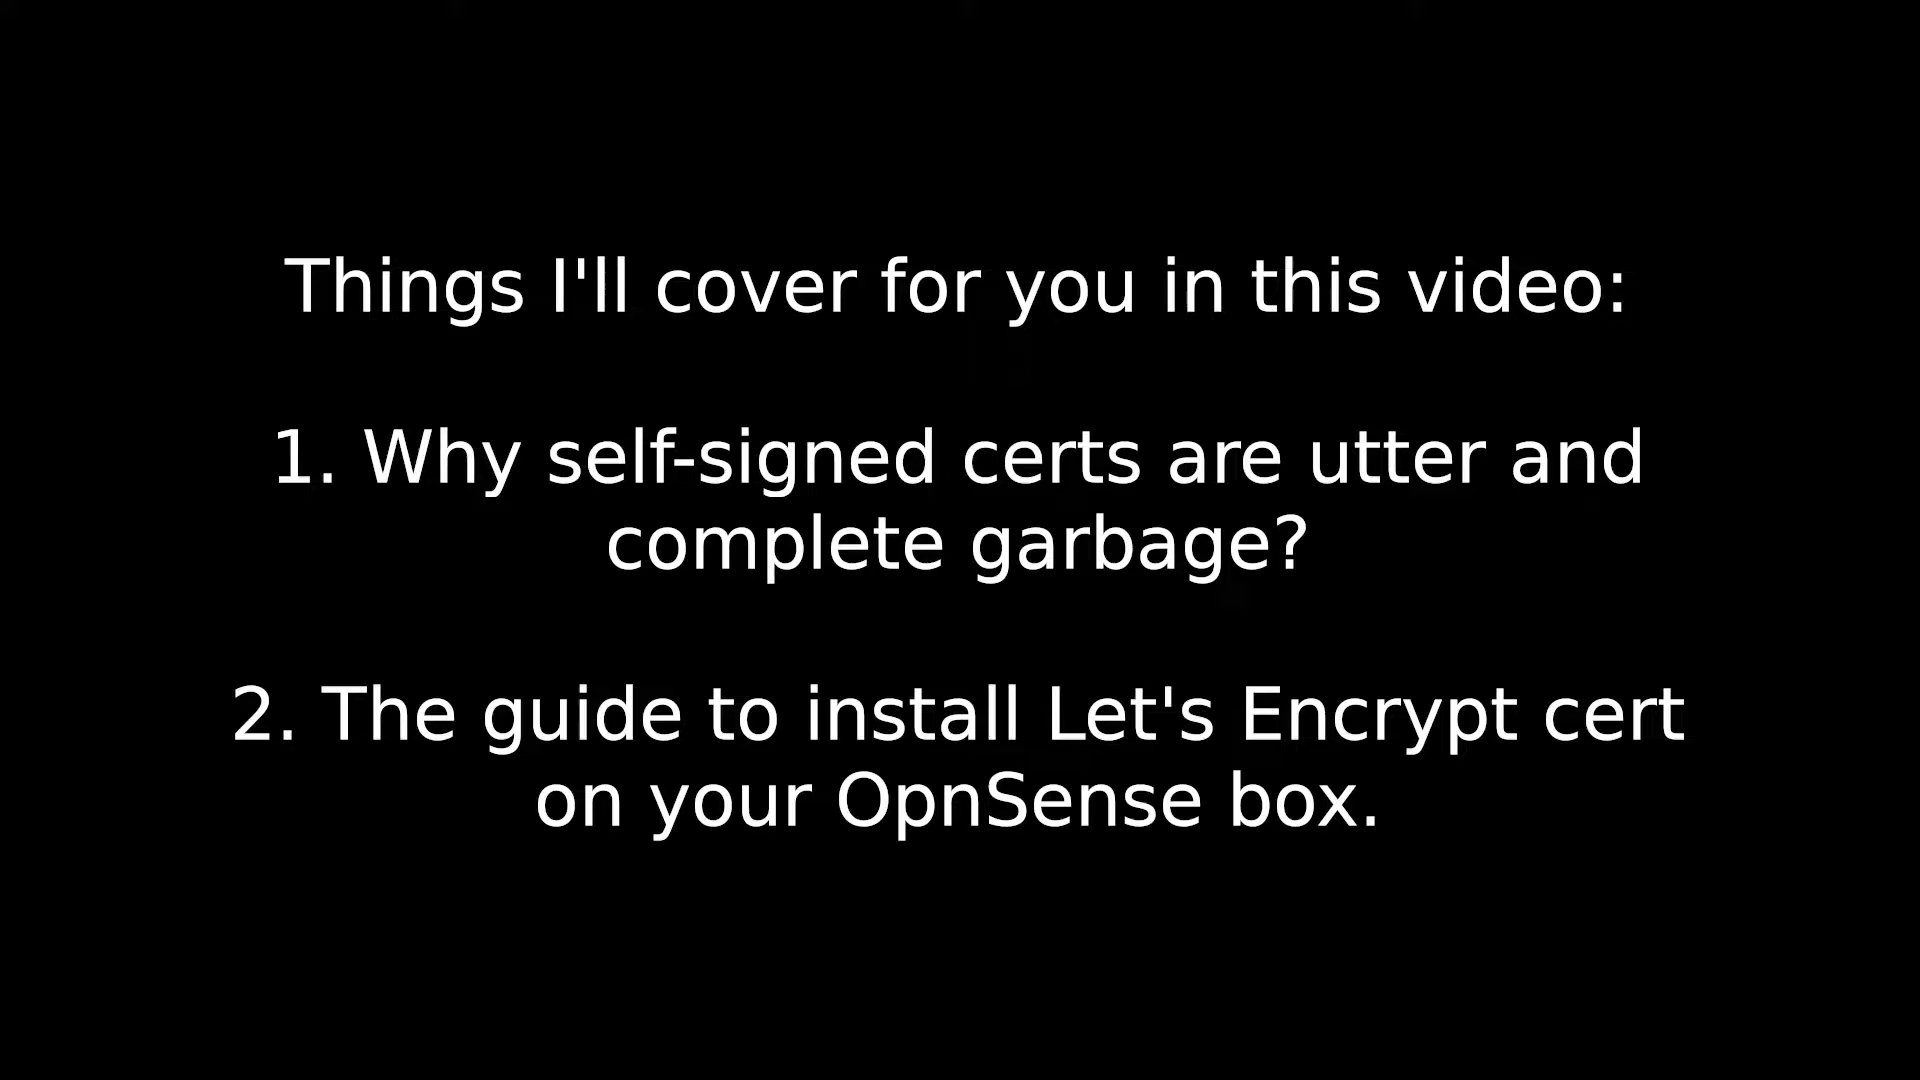 Things I'll cover for you in this video:
1. Why self-signed certs are utter and
complete garbage?
2. The guide to install Let's Encrypt cert
on your OpnSense box.